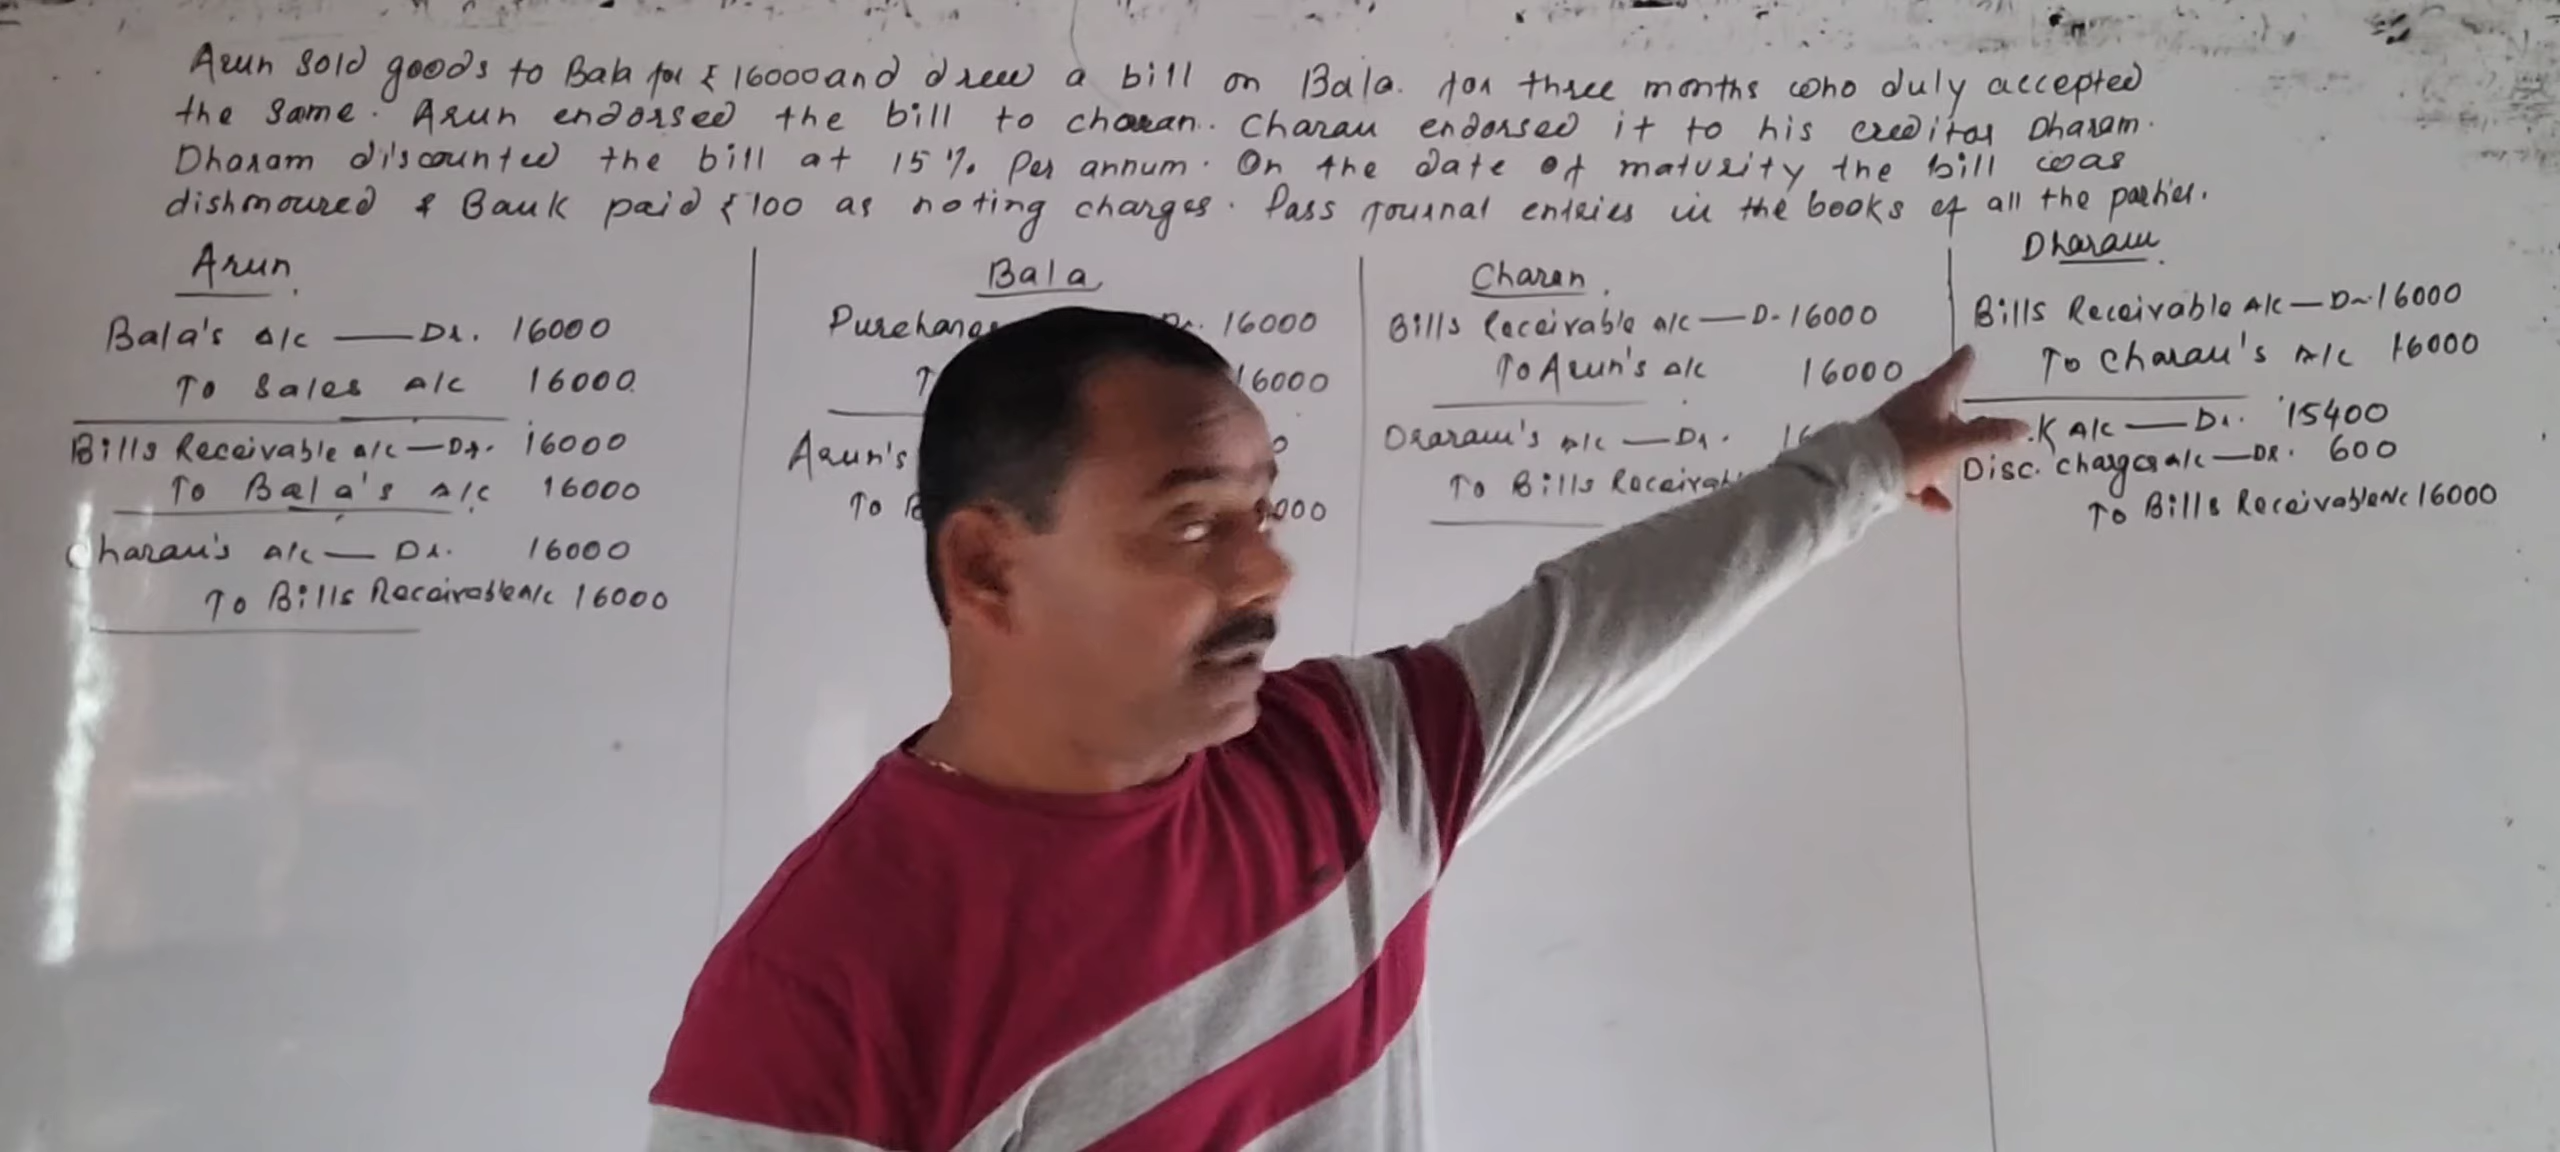 Arun Sold goods to Bala for ₹ 16000 and drew a bill on Bala. for three months who duly accepted
the Same. Arun endorsed the bill to charan. Charan endorsed it to his creditor Dharam.
Dharam discounted the bill at 15% Per annum. On the date of maturity the bill was
dishmoured & Bank paid ₹100 as noting charges. Pass Journal entries in the books of all the parties.
Arun
Bala's A/c — Dr. 16000
To Sales A/c 16000
Bills Receivable a/c — Dr. 16000
To Bala's A/c 16000
Charan's A/c — Dr. 16000
To Bills Receivable A/c 16000
Bala
Dr. 16000
16000
Arun's
To
000
Charan
Bills Receivable A/c — D. 16000
To Arun's a/c 16000
A/c — Dr. 16
To Bills
Dharam
Bills Receivable A/c — Dr. 16000
To Charan's A/c 16000
K A/c — Dr. 15400
Disc. charges a/c — DR. 600
To Bills Receivable A/c 16000